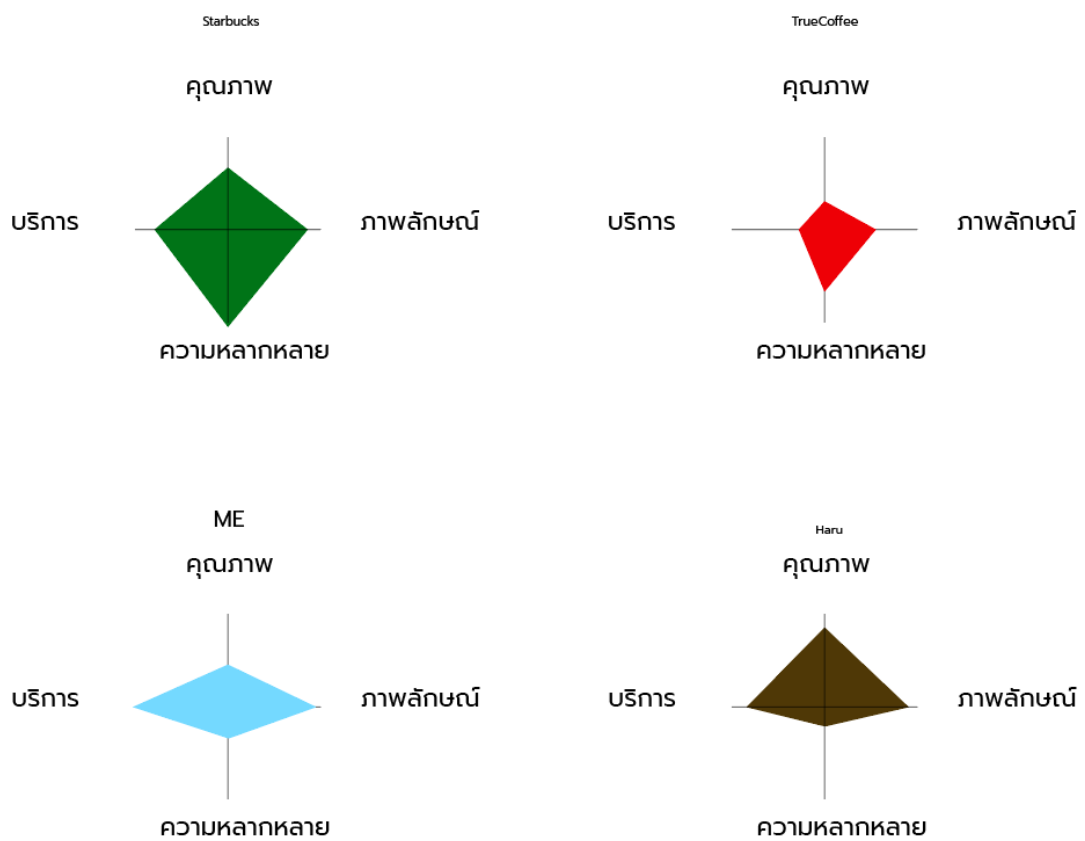 Starbucks
คุณภาพ
บริการ
ภาพลักษณ์
ความหลากหลาย
TrueCoffee
คุณภาพ
บริการ
ภาพลักษณ์
ความหลากหลาย
ME
คุณภาพ
บริการ
ภาพลักษณ์
ความหลากหลาย
Haru
คุณภาพ
บริการ
ภาพลักษณ์
ความหลากหลาย